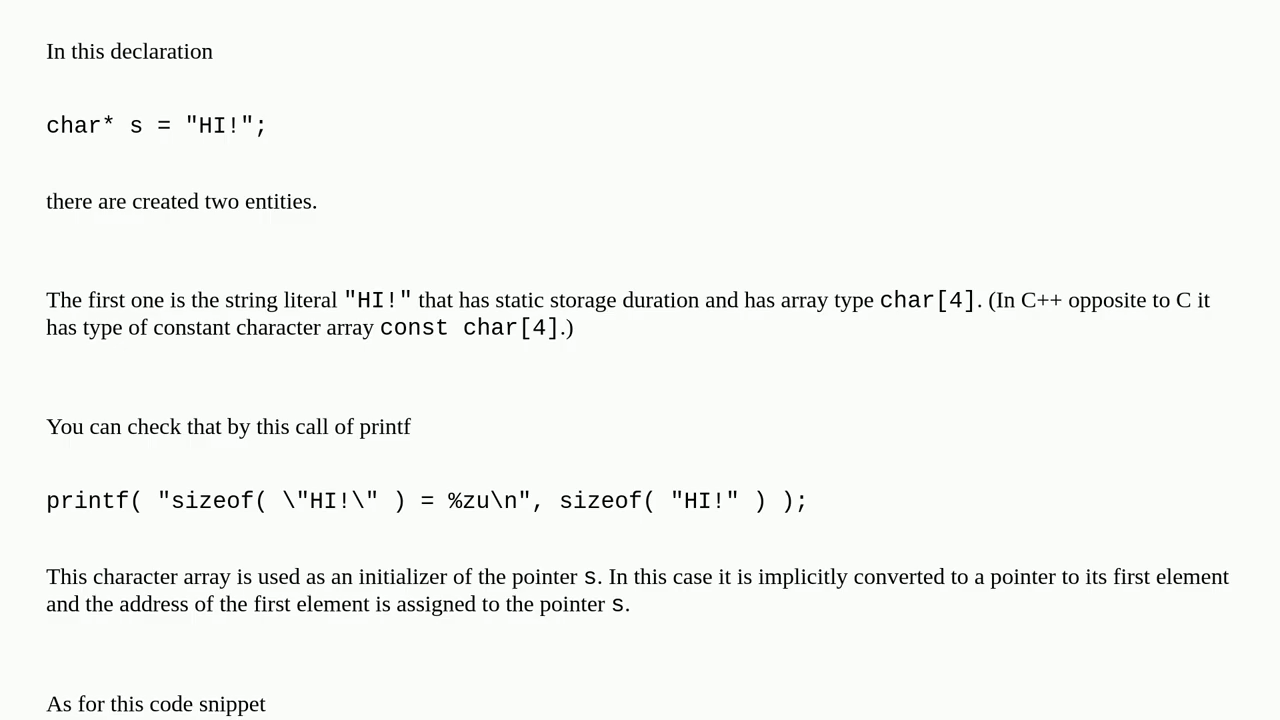 In this declaration
char* s = "HI!";
there are created two entities.
The first one is the string literal "HI!" that has static storage duration and has array type char[4]. (In C++ opposite to C it
has type of constant character array const char[4].)
You can check that by this call of printf
printf( "sizeof( \"HI!\" ) = %zu\n", sizeof( "HI!" ) );
This character array is used as an initializer of the pointer s. In this case it is implicitly converted to a pointer to its first element
and the address of the first element is assigned to the pointer s.
As for this code snippet